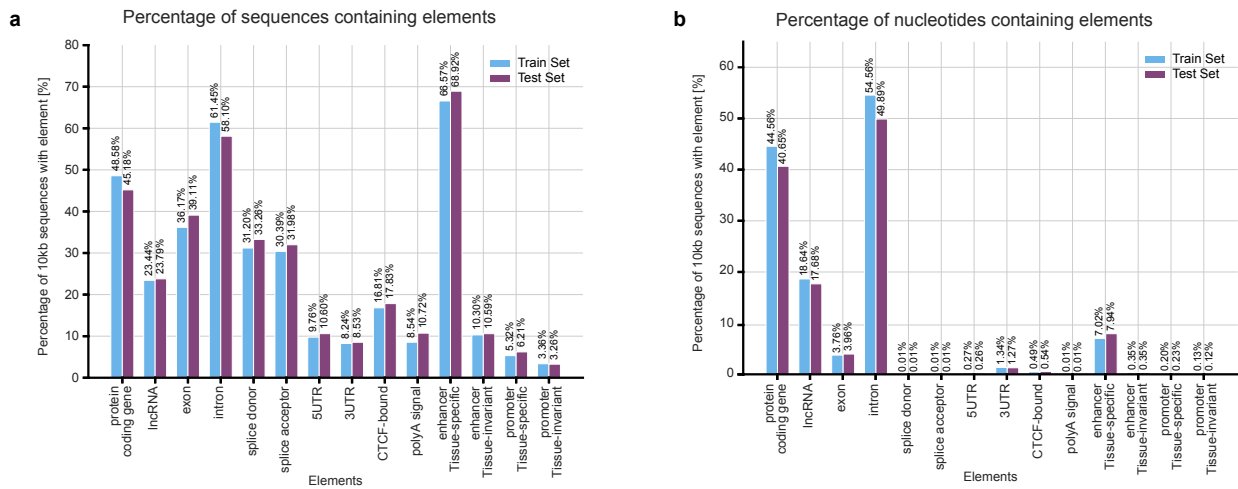 a
Percentage of sequences containing elements
Percentage of 10kb sequences with element [%]
80
70
60
50
40
30
20
10
0
Train Set
Test Set
48.58%
45.18%
23.44%
23.79%
36.17%
39.11%
61.45%
58.10%
31.20%
33.26%
30.39%
31.98%
9.76%
10.60%
8.24%
8.53%
16.81%
17.83%
8.54%
10.72%
66.57%
68.92%
10.30%
10.59%
5.32%
6.21%
3.36%
3.26%
protein
coding gene
lncRNA
exon
intron
splice donor
splice acceptor
5UTR
3UTR
CTCF-bound
polyA signal
enhancer
Tissue-specific
enhancer
Tissue-invariant
promoter
Tissue-specific
promoter
Tissue-invariant
Elements
b
Percentage of nucleotides containing elements
Percentage of 10kb sequences with element [%]
60
50
40
30
20
10
0
Train Set
Test Set
44.56%
40.65%
18.64%
17.68%
3.76%
3.96%
54.56%
49.89%
0.01%
0.01%
0.01%
0.01%
0.27%
0.26%
1.34%
1.27%
0.49%
0.54%
0.01%
0.01%
7.02%
7.94%
0.35%
0.35%
0.20%
0.23%
0.13%
0.12%
protein
coding gene
lncRNA
exon
intron
splice donor
splice acceptor
5UTR
3UTR
CTCF-bound
polyA signal
enhancer
Tissue-specific
enhancer
Tissue-invariant
promoter
Tissue-specific
promoter
Tissue-invariant
Elements